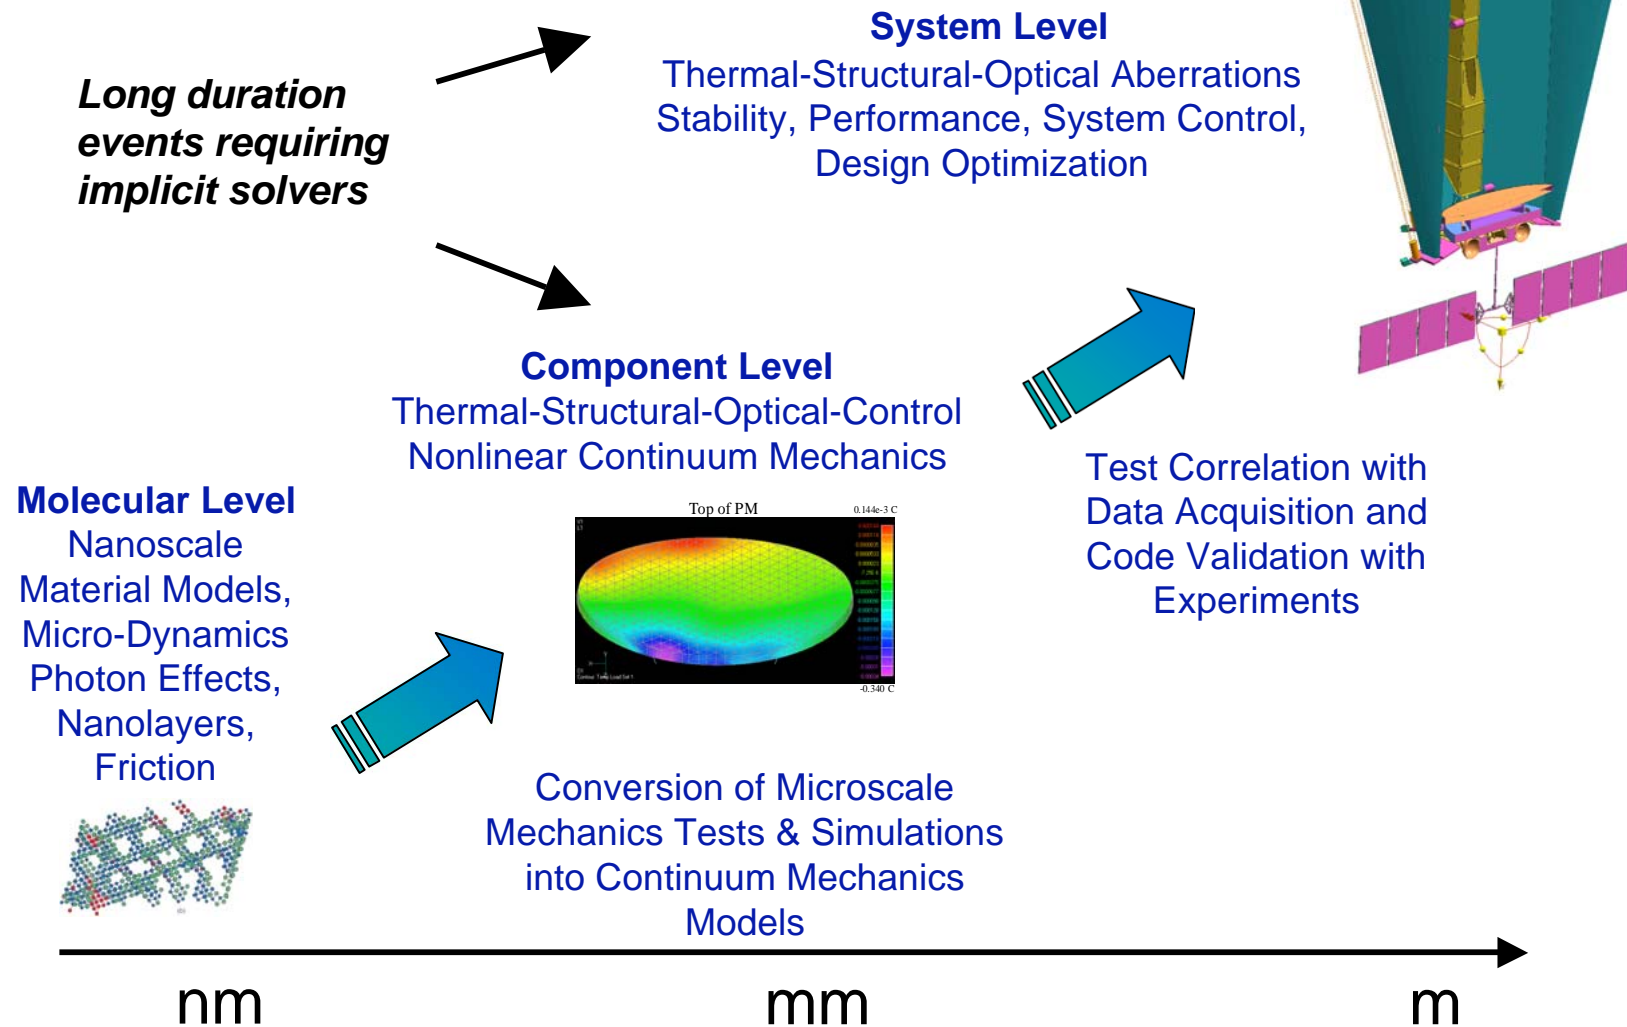 System Level
Thermal-Structural-Optical Aberrations
Stability, Performance, System Control,
Design Optimization
Long duration
events requiring
implicit solvers
Component Level
Thermal-Structural-Optical-Control
Nonlinear Continuum Mechanics
Molecular Level
Nanoscale
Material Models,
Micro-Dynamics
Photon Effects,
Nanolayers,
Friction
Top of PM
0.144e-3 C
-0.340 C
Test Correlation with
Data Acquisition and
Code Validation with
Experiments
Conversion of Microscale
Mechanics Tests & Simulations
into Continuum Mechanics
Models
nm
mm
m